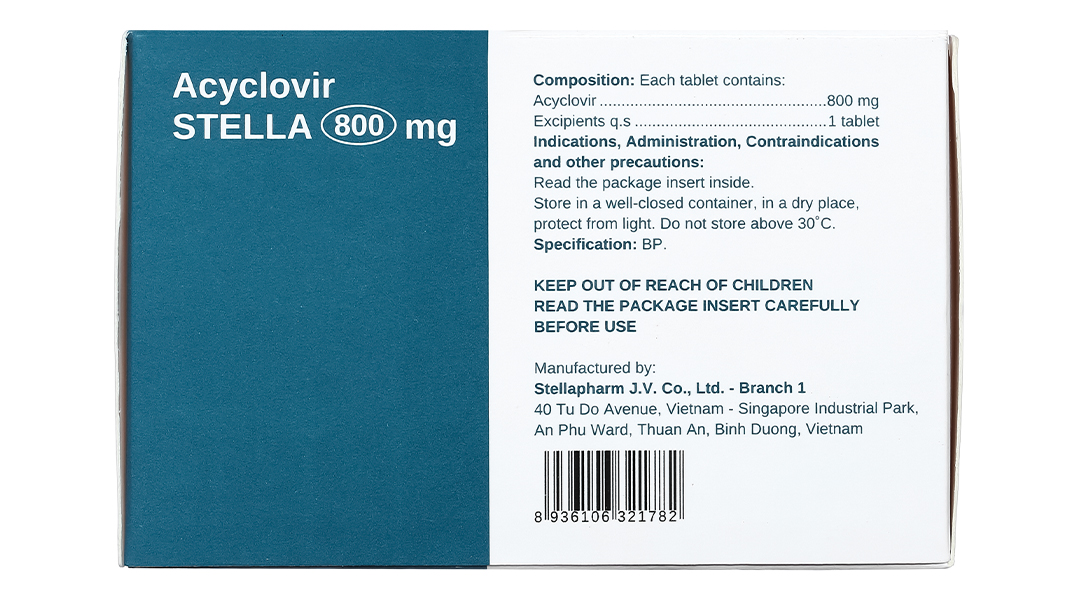 Acyclovir
STELLA 800 mg
Composition: Each tablet contains:
Acyclovir ......................................................800 mg
Excipients q.s ..............................................1 tablet
Indications, Administration, Contraindications
and other precautions:
Read the package insert inside.
Store in a well-closed container, in a dry place,
protect from light. Do not store above 30˚C.
Specification: BP.
KEEP OUT OF REACH OF CHILDREN
READ THE PACKAGE INSERT CAREFULLY
BEFORE USE
Manufactured by:
Stellapharm J.V. Co., Ltd. - Branch 1
40 Tu Do Avenue, Vietnam - Singapore Industrial Park,
An Phu Ward, Thuan An, Binh Duong, Vietnam
8 936106 321782